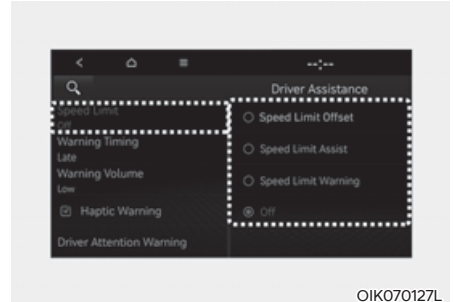 --:--
Driver Assistance
Speed Limit
Off
Warning Timing
Late
Warning Volume
Low
Haptic Warning
Driver Attention Warning
Speed Limit Offset
Speed Limit Assist
Speed Limit Warning
Off
OIK070127L